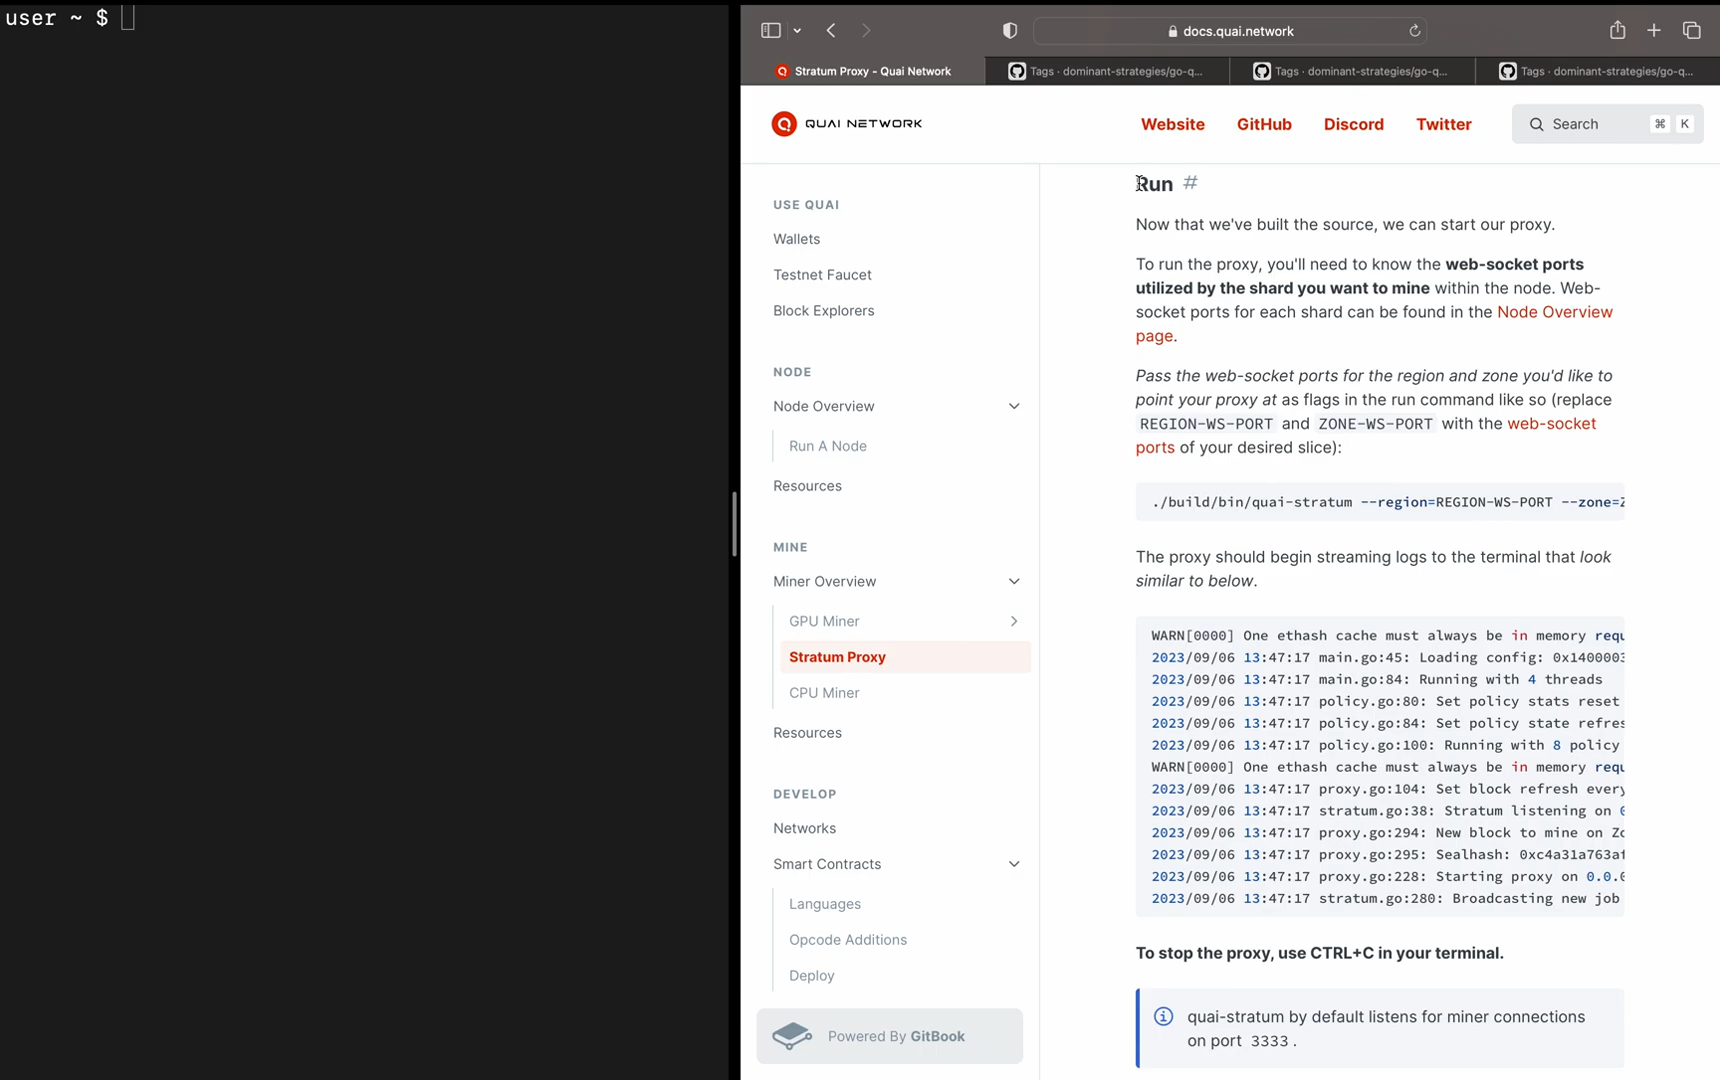 user ~ $
docs.quai.network
Stratum Proxy - Quai Network
Tags · dominant-strategies/go-q...
Tags · dominant-strategies/go-q...
Tags · dominant-strategies/go-q...
QUAI NETWORK
Website
GitHub
Discord
Twitter
Search
⌘ K
USE QUAI
Wallets
Testnet Faucet
Block Explorers
NODE
Node Overview
Run A Node
Resources
MINE
Miner Overview
GPU Miner
Stratum Proxy
CPU Miner
Resources
DEVELOP
Networks
Smart Contracts
Languages
Opcode Additions
Deploy
Powered By GitBook
Run #
Now that we've built the source, we can start our proxy.
To run the proxy, you'll need to know the web-socket ports
utilized by the shard you want to mine within the node. Web-
socket ports for each shard can be found in the Node Overview
page.
Pass the web-socket ports for the region and zone you'd like to
point your proxy at as flags in the run command like so (replace
REGION-WS-PORT and ZONE-WS-PORT with the web-socket
ports of your desired slice):
./build/bin/quai-stratum --region=REGION-WS-PORT --zone=
The proxy should begin streaming logs to the terminal that look
similar to below.
WARN[0000] One ethash cache must always be in memory requ
2023/09/06 13:47:17 main.go:45: Loading config: 0x1400003
2023/09/06 13:47:17 main.go:84: Running with 4 threads
2023/09/06 13:47:17 policy.go:80: Set policy stats reset
2023/09/06 13:47:17 policy.go:84: Set policy state refres
2023/09/06 13:47:17 policy.go:100: Running with 8 policy
WARN[0000] One ethash cache must always be in memory requ
2023/09/06 13:47:17 proxy.go:104: Set block refresh every
2023/09/06 13:47:17 stratum.go:38: Stratum listening on 0
2023/09/06 13:47:17 proxy.go:294: New block to mine on Zo
2023/09/06 13:47:17 proxy.go:295: Sealhash: 0xc4a31a763af
2023/09/06 13:47:17 proxy.go:228: Starting proxy on 0.0.0
2023/09/06 13:47:17 stratum.go:280: Broadcasting new job
To stop the proxy, use CTRL+C in your terminal.
quai-stratum by default listens for miner connections
on port 3333 .